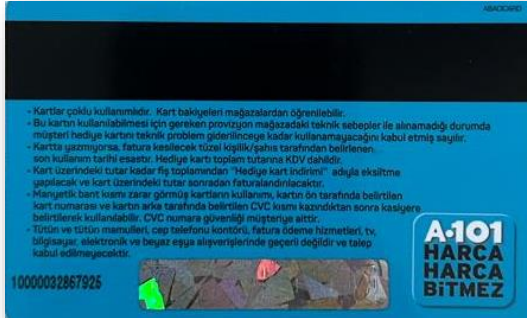 - Kartlar çoklu kullanımlıdır. Kart bakiyeleri mağazalardan öğrenilebilir.
- Bu kartın kullanılabilmesi için gereken provizyon mağazadaki teknik sebepler ile alınamadığı durumda
müşteri hediye kartını teknik problem giderilinceye kadar kullanamayacağını kabul etmiş sayılır.
- Kartta yazmıyorsa, fatura kesilecek tüzel kişilik/şahıs tarafından belirlenen
son kullanım tarihi esastır. Hediye kartı toplam tutarına KDV dahildir.
- Kart üzerindeki tutar kadar fiş toplamından "Hediye kart indirimi" adıyla eksiltme
yapılacak ve kart üzerindeki tutar sonradan faturalandırılacaktır.
- Manyetik bant kısmı zarar görmüş kartların kullanımı, kartın ön tarafında belirtilen
kart numarası ve kartın arka tarafında belirtilen CVC kısmı kazındıktan sonra kasiyere
belirtilerek kullanılabilir. CVC numara güvenliği müşteriye aittir.
- Tütün ve tütün mamulleri, cep telefonu kontörü, fatura ödeme hizmetleri, tv,
bilgisayar, elektronik ve beyaz eşya alışverişlerinde geçerli değildir ve talep
kabul edilmeyecektir.
10000032867925
A·101
HARCA
HARCA
BiTMEZ